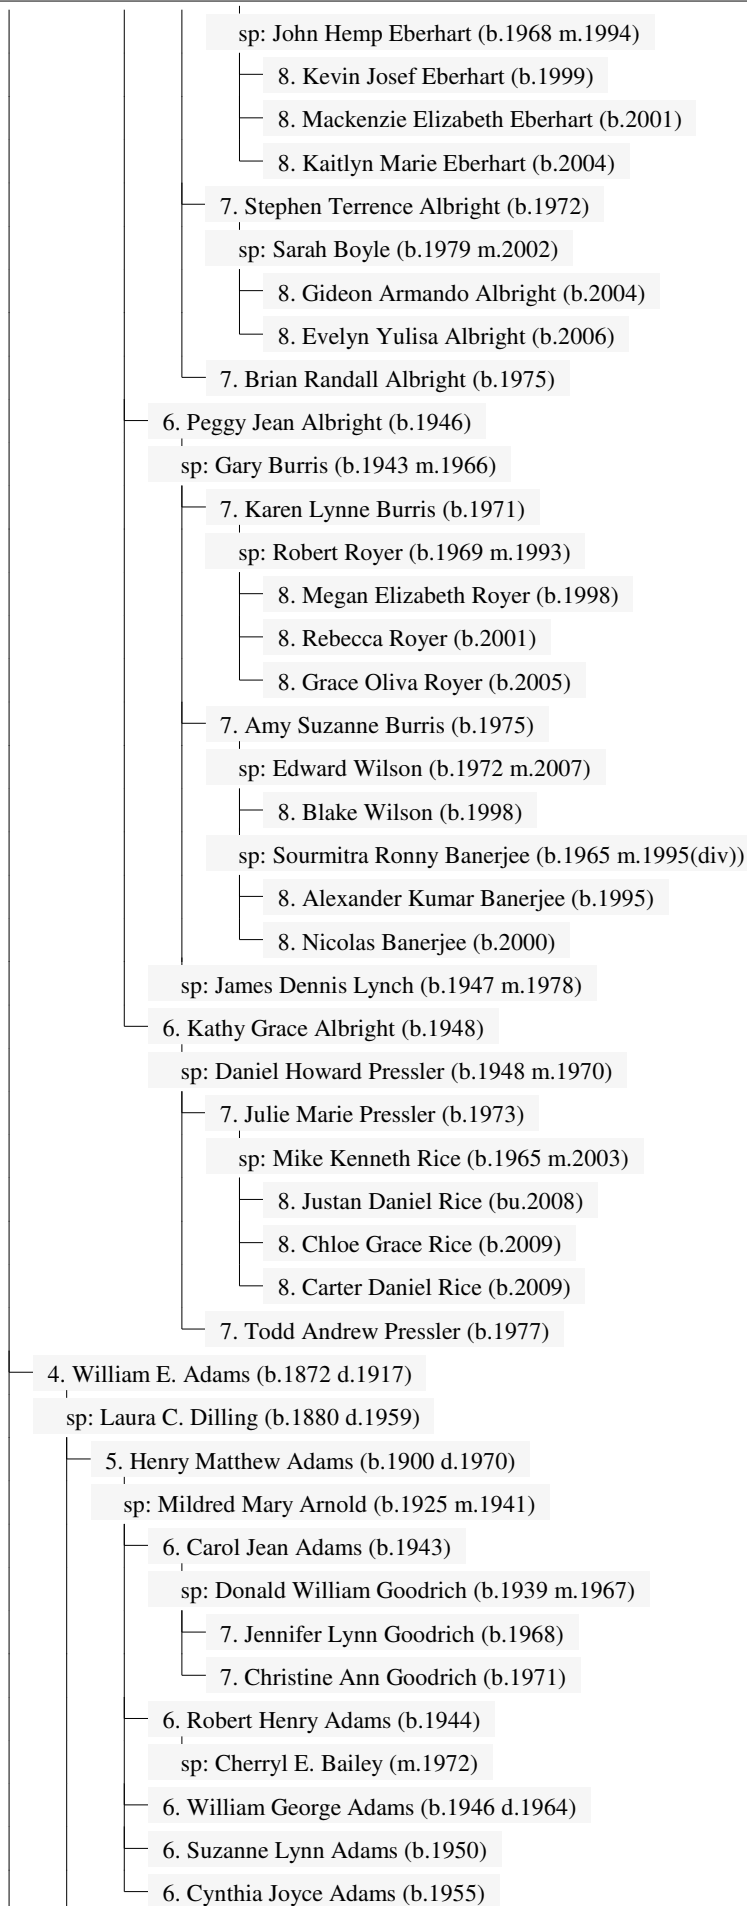 sp: John Hemp Eberhart (b.1968 m.1994)
8. Kevin Josef Eberhart (b.1999)
8. Mackenzie Elizabeth Eberhart (b.2001)
8. Kaitlyn Marie Eberhart (b.2004)
7. Stephen Terrence Albright (b.1972)
sp: Sarah Boyle (b.1979 m.2002)
8. Gideon Armando Albright (b.2004)
8. Evelyn Yulisa Albright (b.2006)
7. Brian Randall Albright (b.1975)
6. Peggy Jean Albright (b.1946)
sp: Gary Burris (b.1943 m.1966)
7. Karen Lynne Burris (b.1971)
sp: Robert Royer (b.1969 m.1993)
8. Megan Elizabeth Royer (b.1998)
8. Rebecca Royer (b.2001)
8. Grace Oliva Royer (b.2005)
7. Amy Suzanne Burris (b.1975)
sp: Edward Wilson (b.1972 m.2007)
8. Blake Wilson (b.1998)
sp: Sourmitra Ronny Banerjee (b.1965 m.1995(div))
8. Alexander Kumar Banerjee (b.1995)
8. Nicolas Banerjee (b.2000)
sp: James Dennis Lynch (b.1947 m.1978)
6. Kathy Grace Albright (b.1948)
sp: Daniel Howard Pressler (b.1948 m.1970)
7. Julie Marie Pressler (b.1973)
sp: Mike Kenneth Rice (b.1965 m.2003)
8. Justan Daniel Rice (bu.2008)
8. Chloe Grace Rice (b.2009)
8. Carter Daniel Rice (b.2009)
7. Todd Andrew Pressler (b.1977)
4. William E. Adams (b.1872 d.1917)
sp: Laura C. Dilling (b.1880 d.1959)
5. Henry Matthew Adams (b.1900 d.1970)
sp: Mildred Mary Arnold (b.1925 m.1941)
6. Carol Jean Adams (b.1943)
sp: Donald William Goodrich (b.1939 m.1967)
7. Jennifer Lynn Goodrich (b.1968)
7. Christine Ann Goodrich (b.1971)
6. Robert Henry Adams (b.1944)
sp: Cherryl E. Bailey (m.1972)
6. William George Adams (b.1946 d.1964)
6. Suzanne Lynn Adams (b.1950)
6. Cynthia Joyce Adams (b.1955)